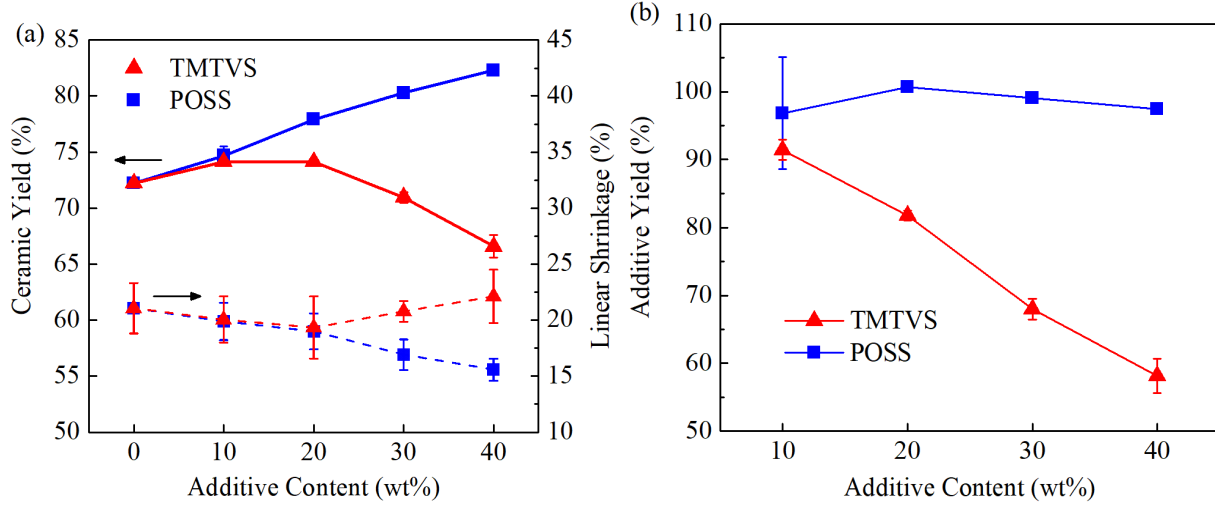 (a)
85
80
75
70
65
60
55
50
Ceramic Yield (%)
TMTVS
POSS
45
40
35
30
25
20
15
10
Linear Shrinkage (%)
0 10 20 30 40
Additive Content (wt%)
(b)
110
100
90
80
70
60
50
Additive Yield (%)
TMTVS
POSS
10 20 30 40
Additive Content (wt%)